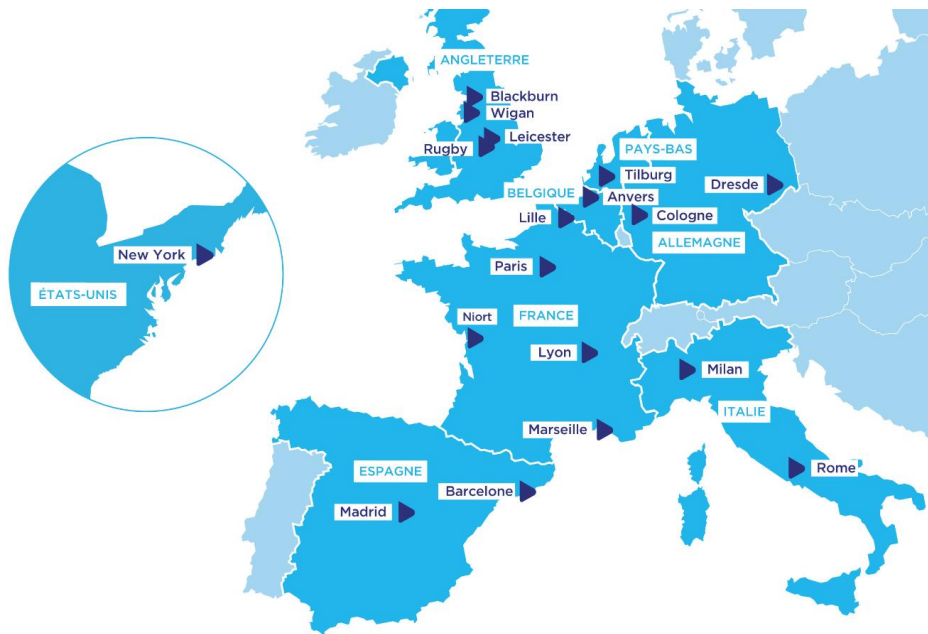 ANGLETERRE
Blackburn
Wigan
Leicester
Rugby
PAYS-BAS
Tilburg
Dresde
BELGIQUE
Anvers
Lille
Cologne
ALLEMAGNE
New York
Paris
ÉTATS-UNIS
Niort
FRANCE
Lyon
Milan
ITALIE
Marseille
ESPAGNE
Rome
Barcelone
Madrid